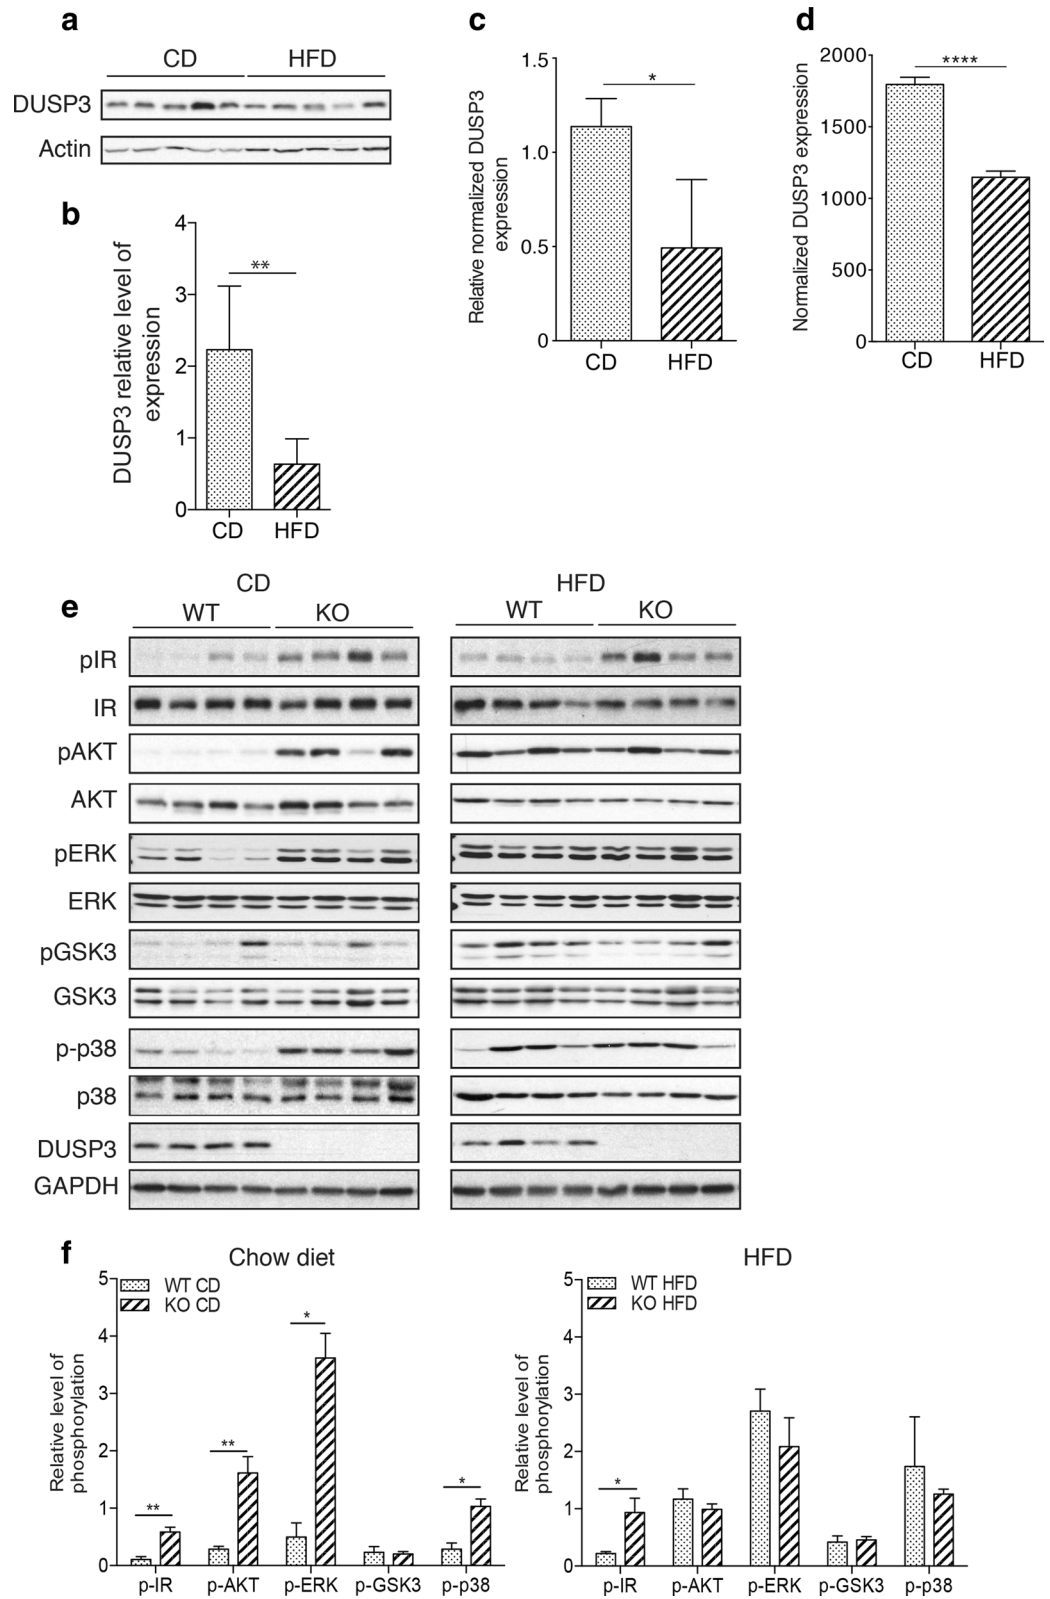 a
CD HFD
DUSP3
Actin
b
DUSP3 relative level of
expression
4
3
2
1
0
**
CD HFD
c
Relative normalized DUSP3
expression
1.5
1.0
0.5
0
*
CD HFD
d
Normalized DUSP3 expression
2000
1500
1000
500
0
****
CD HFD
e
CD HFD
WT KO WT KO
pIR
IR
pAKT
AKT
pERK
ERK
pGSK3
GSK3
p-p38
p38
DUSP3
GAPDH
f
Chow diet
WT CD
KO CD
Relative level of
phosphorylation
5
4
3
2
1
0
**
**
*
*
p-IR p-AKT p-ERK p-GSK3 p-p38
HFD
WT HFD
KO HFD
Relative level of
phosphorylation
5
4
3
2
1
0
*
p-IR p-AKT p-ERK p-GSK3 p-p38